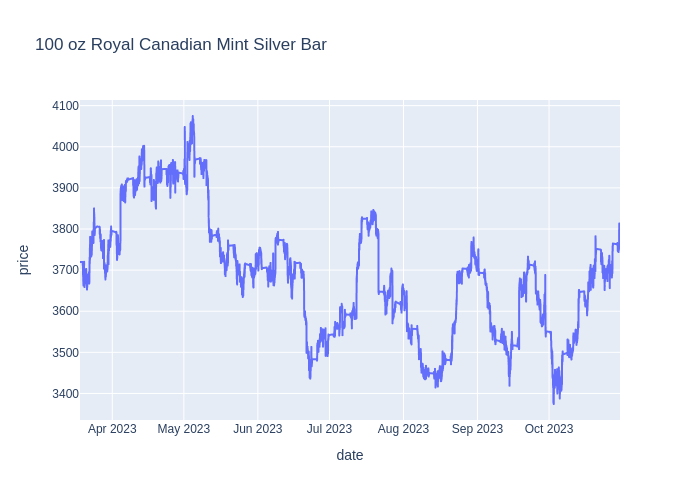 100 oz Royal Canadian Mint Silver Bar
4100
4000
3900
3800
3700
3600
3500
3400
price
Apr 2023 May 2023 Jun 2023 Jul 2023 Aug 2023 Sep 2023 Oct 2023
date